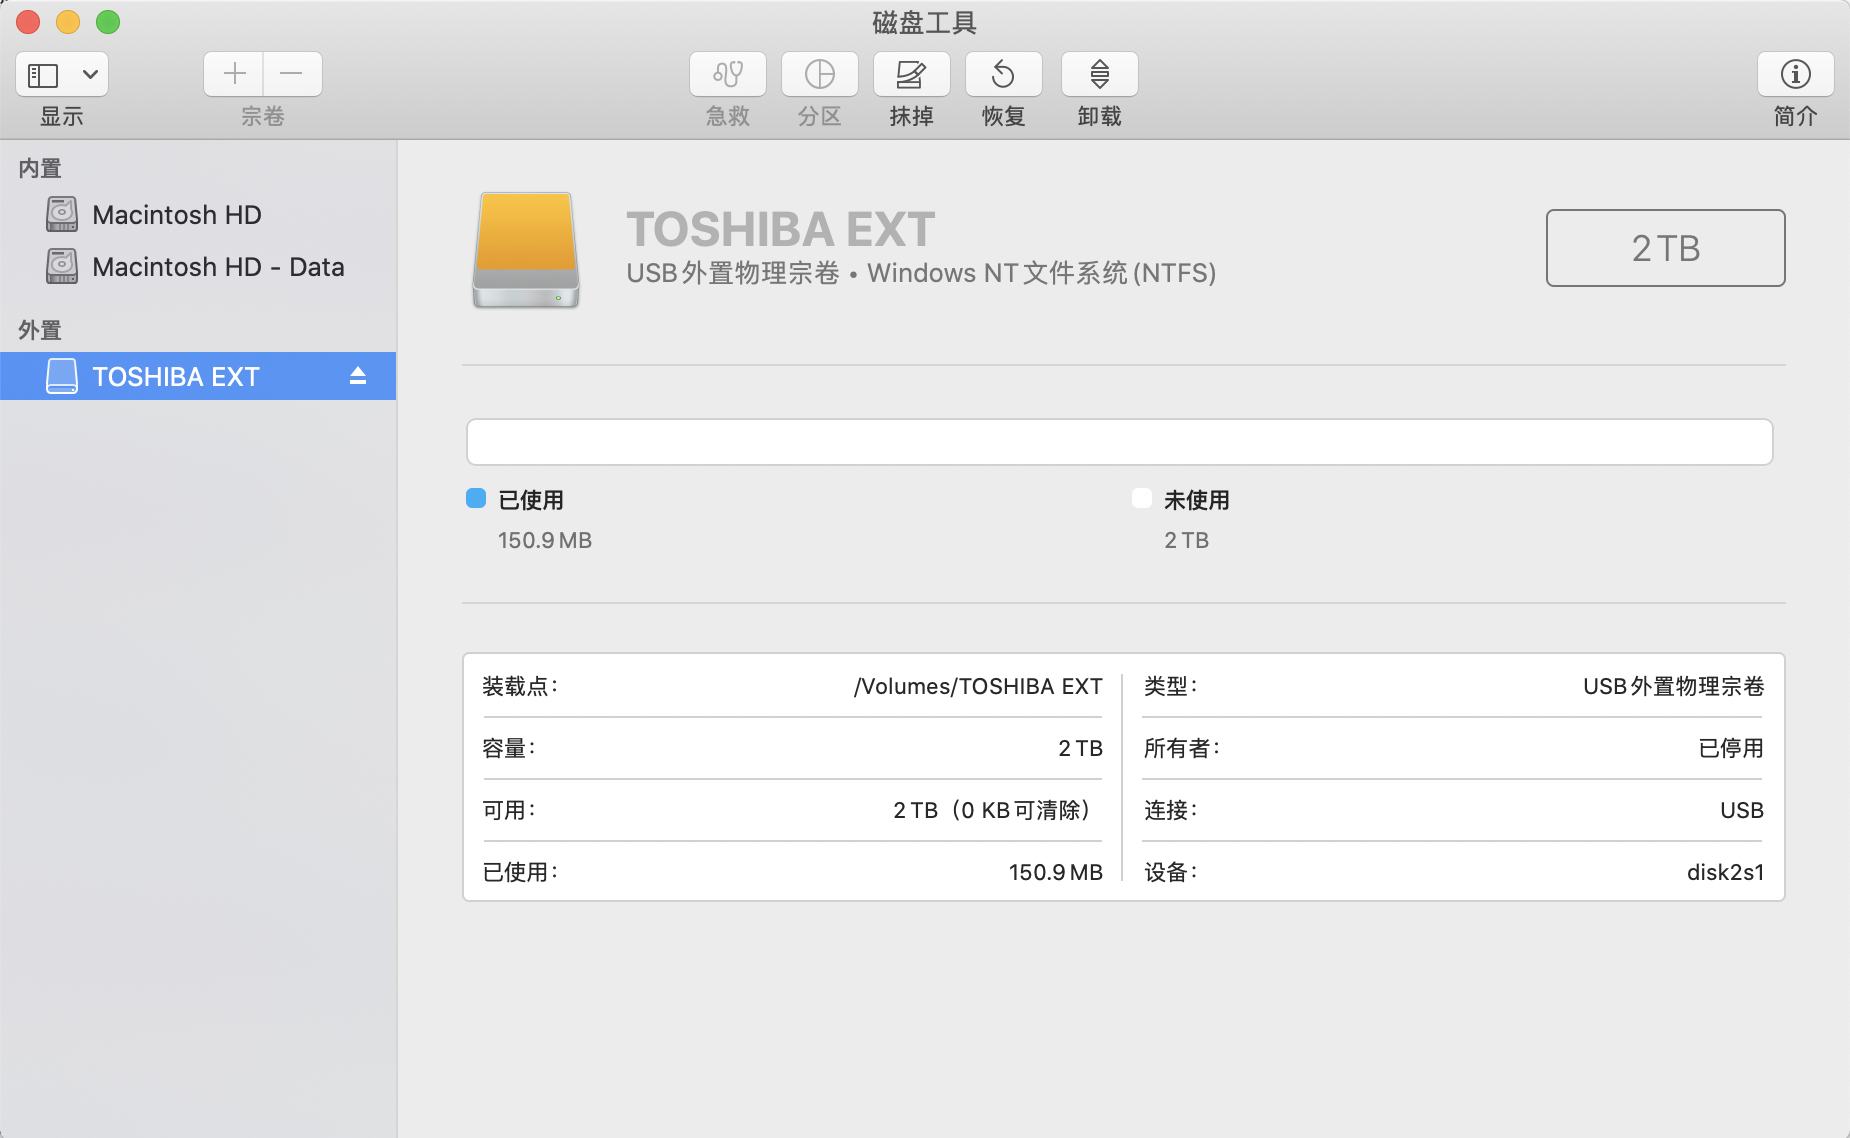 磁盘工具
显示
宗卷
急救
分区
抹掉
恢复
卸载
简介
内置
Macintosh HD
Macintosh HD - Data
外置
TOSHIBA EXT
TOSHIBA EXT
USB外置物理宗卷 • Windows NT文件系统(NTFS)
2 TB
已使用
150.9 MB
未使用
2 TB
装载点: /Volumes/TOSHIBA EXT
容量: 2 TB
可用: 2 TB（0 KB可清除）
已使用: 150.9 MB
类型: USB外置物理宗卷
所有者: 已停用
连接: USB
设备: disk2s1